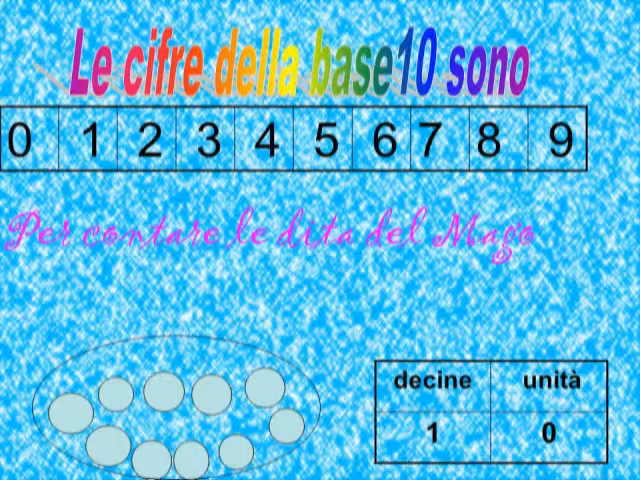 Le cifre della base10 sono
0 1 2 3 4 5 6 7 8 9
Per contare le dita del Mago
decine unità
1 0